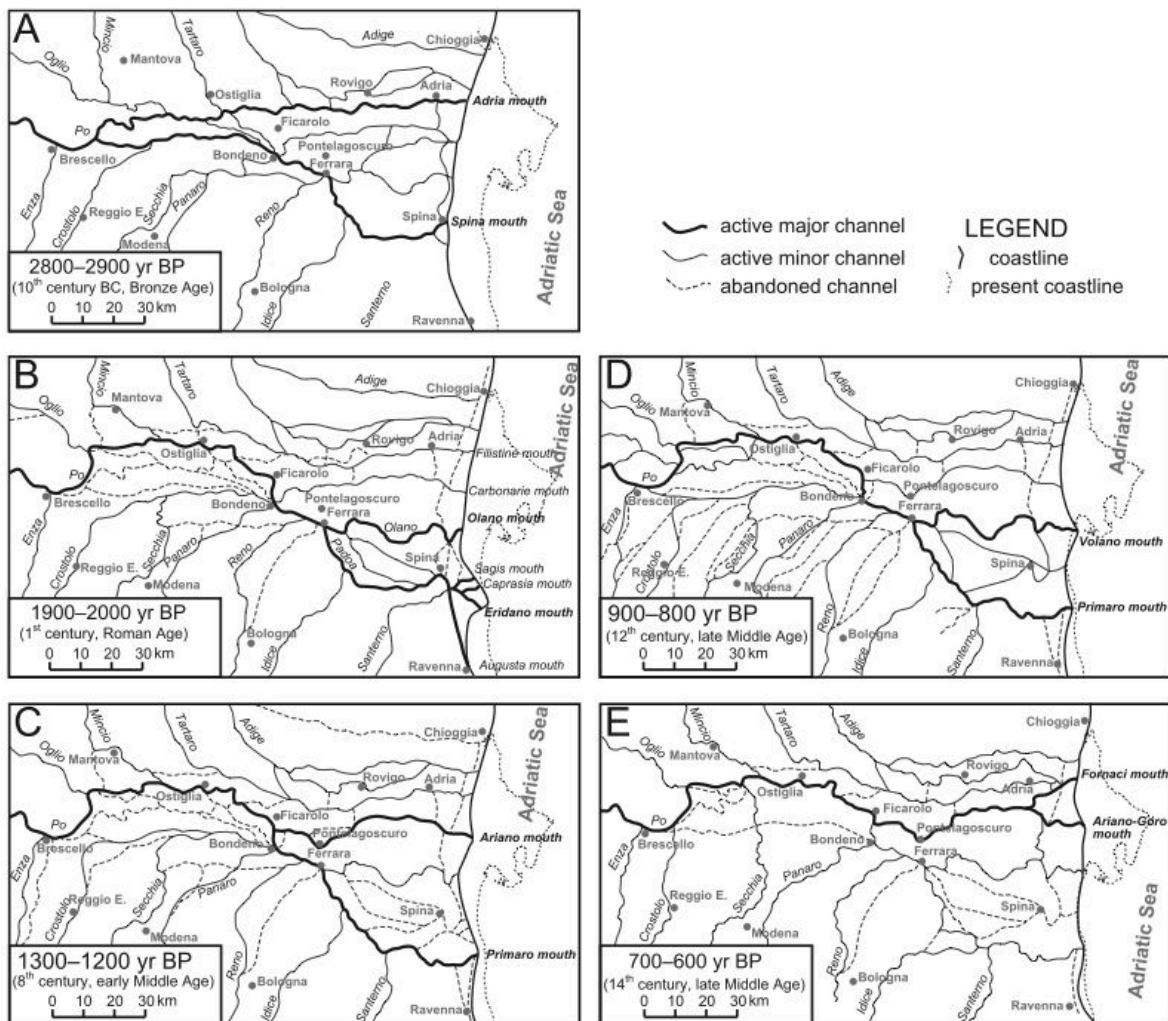 A
Mincio
Tartaro
Adige
Chioggia
Oglio
Mantova
Ostiglia
Rovigo
Adria
Adria mouth
Po
Ficarolo
Brescello
Bondeno
Pontelagoscuro
Ferrara
Enza
Crostolo
Reggio E.
Secchia
Panaro
Modena
Reno
Spina
Spina mouth
Bologna
Idice
Santerno
Ravenna
Adriatic Sea
2800–2900 yr BP
(10th century BC, Bronze Age)
0 10 20 30 km
LEGEND
active major channel
active minor channel
abandoned channel
coastline
present coastline
B
Mincio
Tartaro
Adige
Chioggia
Oglio
Mantova
Ostiglia
Rovigo
Adria
Filistine mouth
Po
Ficarolo
Carbonarie mouth
Brescello
Bondeno
Pontelagoscuro
Ferrara
Olano
Olano mouth
Enza
Crostolo
Reggio E.
Secchia
Panaro
Modena
Reno
Padoa
Spina
Sagis mouth
Caprasia mouth
Eridano mouth
Bologna
Idice
Santerno
Ravenna
Augusta mouth
Adriatic Sea
1900–2000 yr BP
(1st century, Roman Age)
0 10 20 30 km
D
Mincio
Tartaro
Adige
Chioggia
Oglio
Mantova
Ostiglia
Rovigo
Adria
Po
Ficarolo
Brescello
Bondeno
Pontelagoscuro
Ferrara
Volano mouth
Enza
Crostolo
Reggio E.
Secchia
Panaro
Modena
Reno
Spina
Primaro mouth
Bologna
Idice
Santerno
Ravenna
Adriatic Sea
900–800 yr BP
(12th century, late Middle Age)
0 10 20 30 km
C
Mincio
Tartaro
Adige
Chioggia
Oglio
Mantova
Ostiglia
Rovigo
Adria
Po
Ficarolo
Pontelagoscuro
Ariano mouth
Brescello
Bondeno
Ferrara
Enza
Crostolo
Reggio E.
Secchia
Panaro
Modena
Reno
Spina
Primaro mouth
Bologna
Idice
Santerno
Ravenna
Adriatic Sea
1300–1200 yr BP
(8th century, early Middle Age)
0 10 20 30 km
E
Mincio
Tartaro
Adige
Chioggia
Oglio
Mantova
Ostiglia
Rovigo
Adria
Fornaci mouth
Po
Ficarolo
Pontelagoscuro
Ariano-Goro
mouth
Brescello
Bondeno
Ferrara
Enza
Crostolo
Reggio E.
Secchia
Panaro
Modena
Reno
Spina
Bologna
Idice
Santerno
Ravenna
Adriatic Sea
700–600 yr BP
(14th century, late Middle Age)
0 10 20 30 km